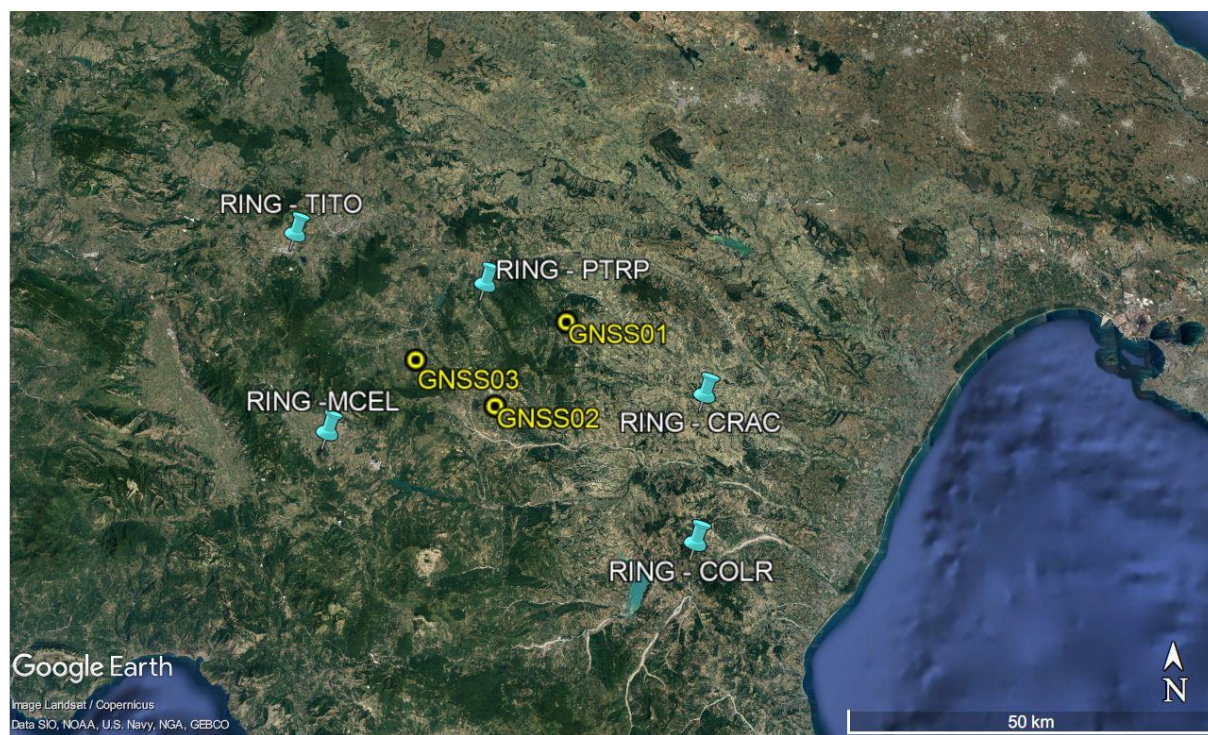 RING - TITO
RING - PTRP
GNSS01
GNSS03
RING -MCEL
GNSS02
RING - CRAC
RING - COLR
Google Earth
Image Landsat / Copernicus
Data SIO, NOAA, U.S. Navy, NGA, GEBCO
N
50 km